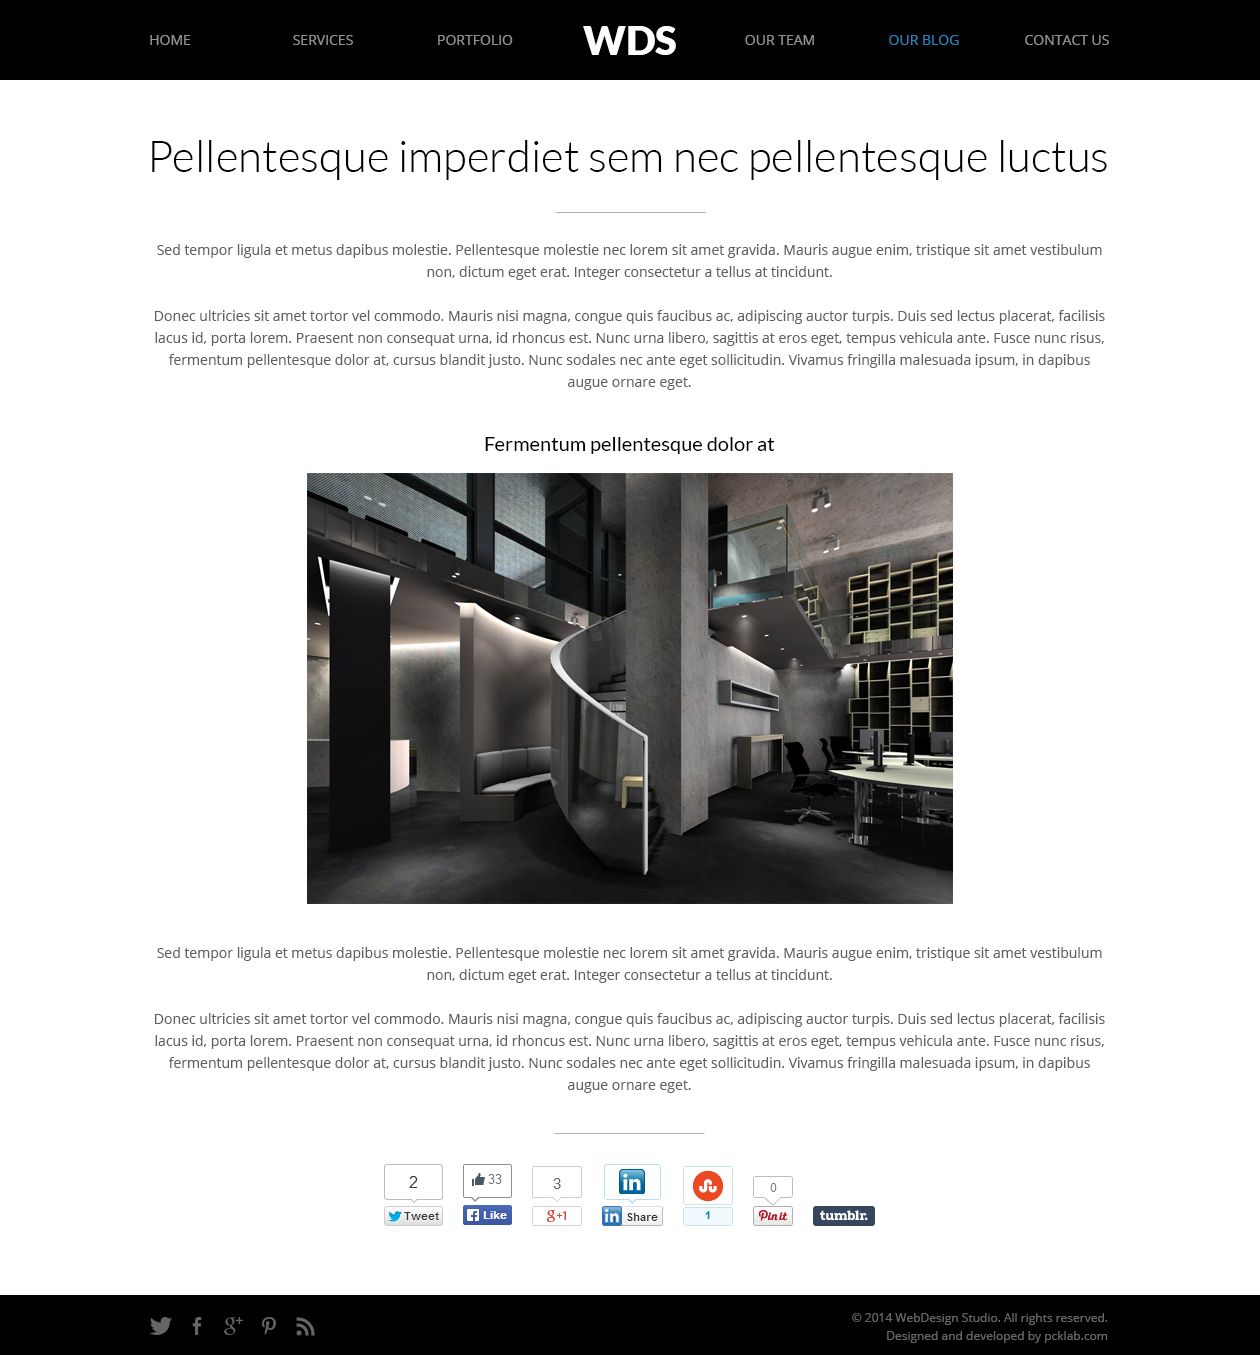 HOME SERVICES PORTFOLIO WDS OUR TEAM OUR BLOG CONTACT US
Pellentesque imperdiet sem nec pellentesque luctus
Sed tempor ligula et metus dapibus molestie. Pellentesque molestie nec lorem sit amet gravida. Mauris augue enim, tristique sit amet vestibulum
non, dictum eget erat. Integer consectetur a tellus at tincidunt.
Donec ultricies sit amet tortor vel commodo. Mauris nisi magna, congue quis faucibus ac, adipiscing auctor turpis. Duis sed lectus placerat, facilisis
lacus id, porta lorem. Praesent non consequat urna, id rhoncus est. Nunc urna libero, sagittis at eros eget, tempus vehicula ante. Fusce nunc risus,
fermentum pellentesque dolor at, cursus blandit justo. Nunc sodales nec ante eget sollicitudin. Vivamus fringilla malesuada ipsum, in dapibus
augue ornare eget.
Fermentum pellentesque dolor at
Sed tempor ligula et metus dapibus molestie. Pellentesque molestie nec lorem sit amet gravida. Mauris augue enim, tristique sit amet vestibulum
non, dictum eget erat. Integer consectetur a tellus at tincidunt.
Donec ultricies sit amet tortor vel commodo. Mauris nisi magna, congue quis faucibus ac, adipiscing auctor turpis. Duis sed lectus placerat, facilisis
lacus id, porta lorem. Praesent non consequat urna, id rhoncus est. Nunc urna libero, sagittis at eros eget, tempus vehicula ante. Fusce nunc risus,
fermentum pellentesque dolor at, cursus blandit justo. Nunc sodales nec ante eget sollicitudin. Vivamus fringilla malesuada ipsum, in dapibus
augue ornare eget.
2 33 3 in 0
Tweet Like g+1 in Share 1 Pin it tumblr.
© 2014 WebDesign Studio. All rights reserved.
Designed and developed by pcklab.com